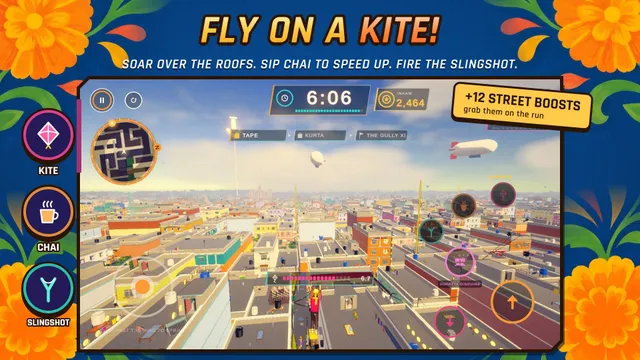 FLY ON A KITE!
SOAR OVER THE ROOFS. SIP CHAI TO SPEED UP. FIRE THE SLINGSHOT.
6:06
2,464
+12 STREET BOOSTS
grab them on the run
TAPE
KURTA
THE GULLY XI
KITE
CHAI
SLINGSHOT